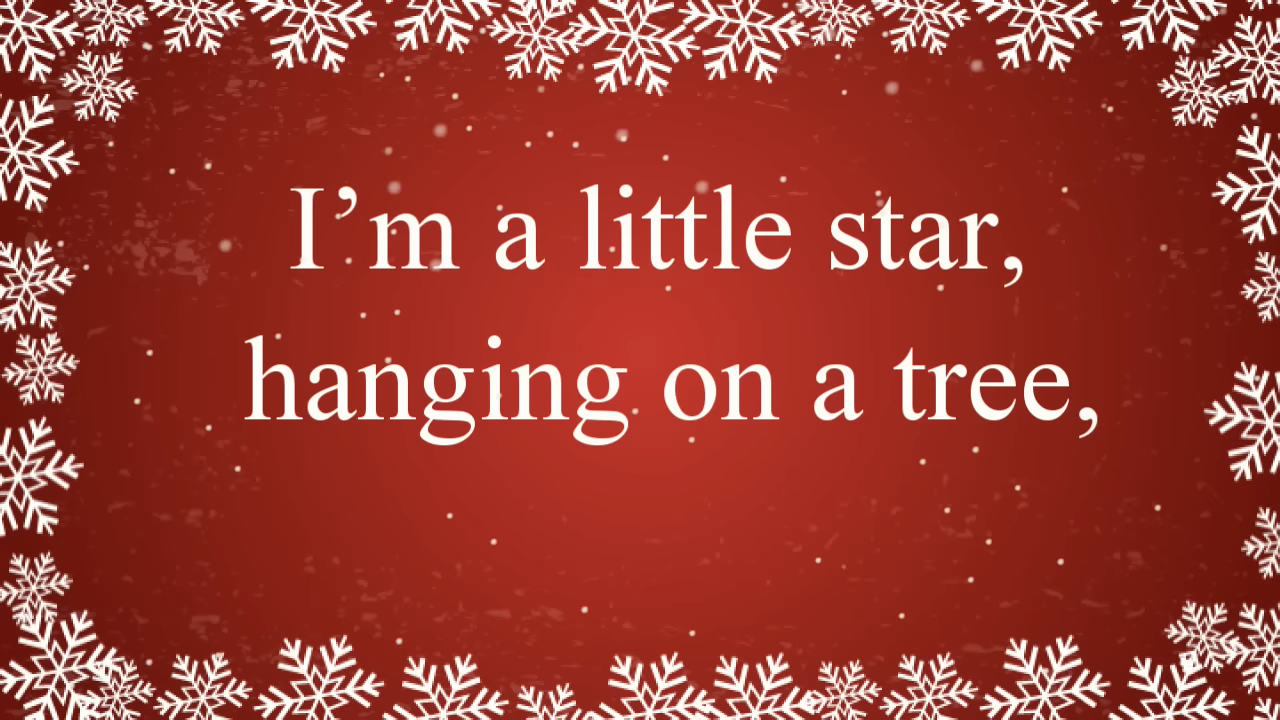 I’m a little star,
hanging on a tree,